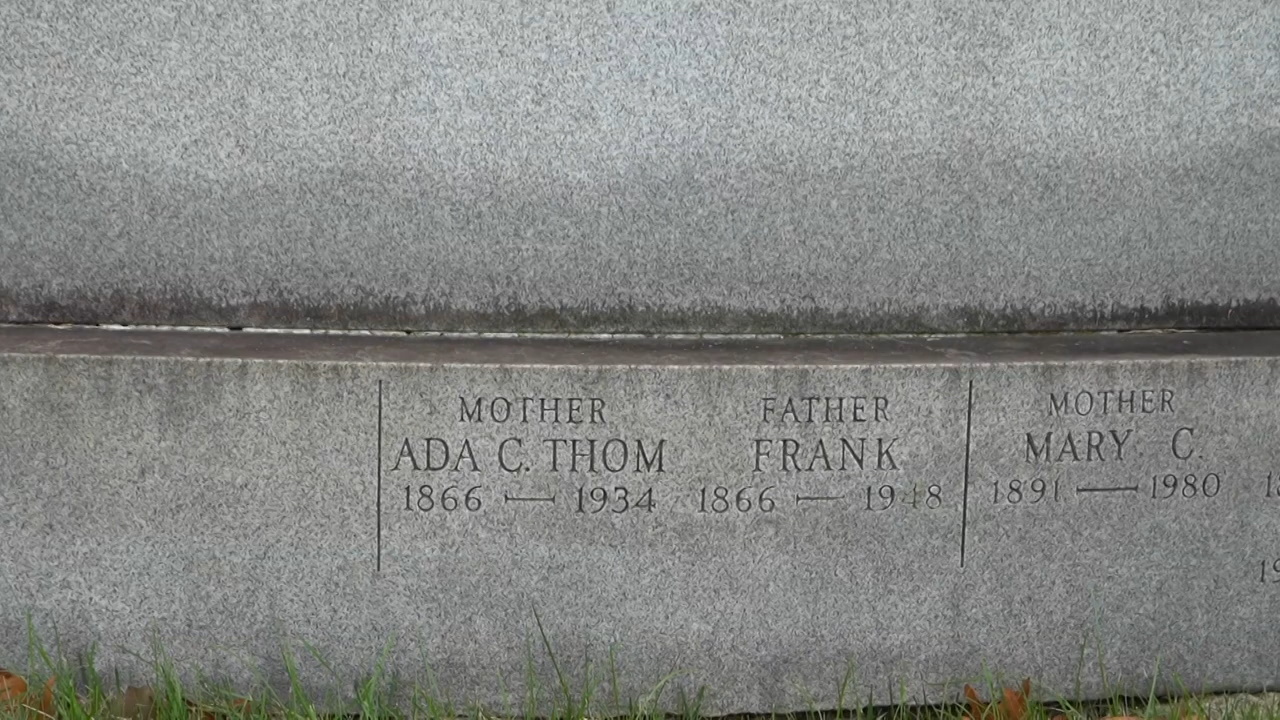 MOTHER
ADA C. THOM
1866 — 1934
FATHER
FRANK
1866 — 1948
MOTHER
MARY C.
1891 — 1980